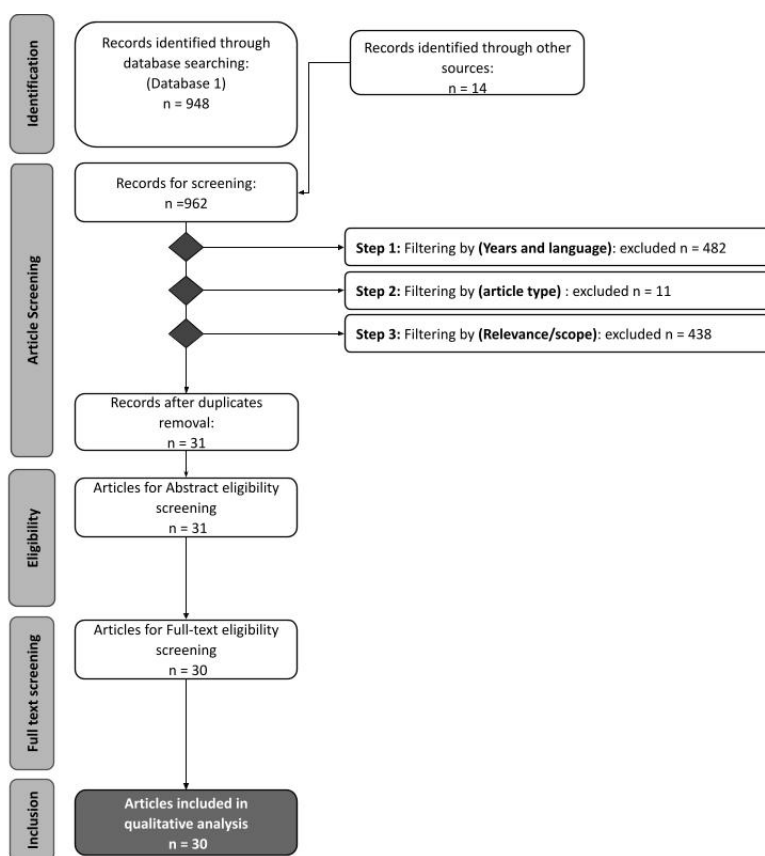 Identification
Records identified through
database searching:
(Database 1)
n = 948
Records identified through other
sources:
n = 14
Article Screening
Records for screening:
n =962
Step 1: Filtering by (Years and language): excluded n = 482
Step 2: Filtering by (article type) : excluded n = 11
Step 3: Filtering by (Relevance/scope): excluded n = 438
Records after duplicates
removal:
n = 31
Eligibility
Articles for Abstract eligibility
screening
n = 31
Full text screening
Articles for Full-text eligibility
screening
n = 30
Inclusion
Articles included in
qualitative analysis
n = 30